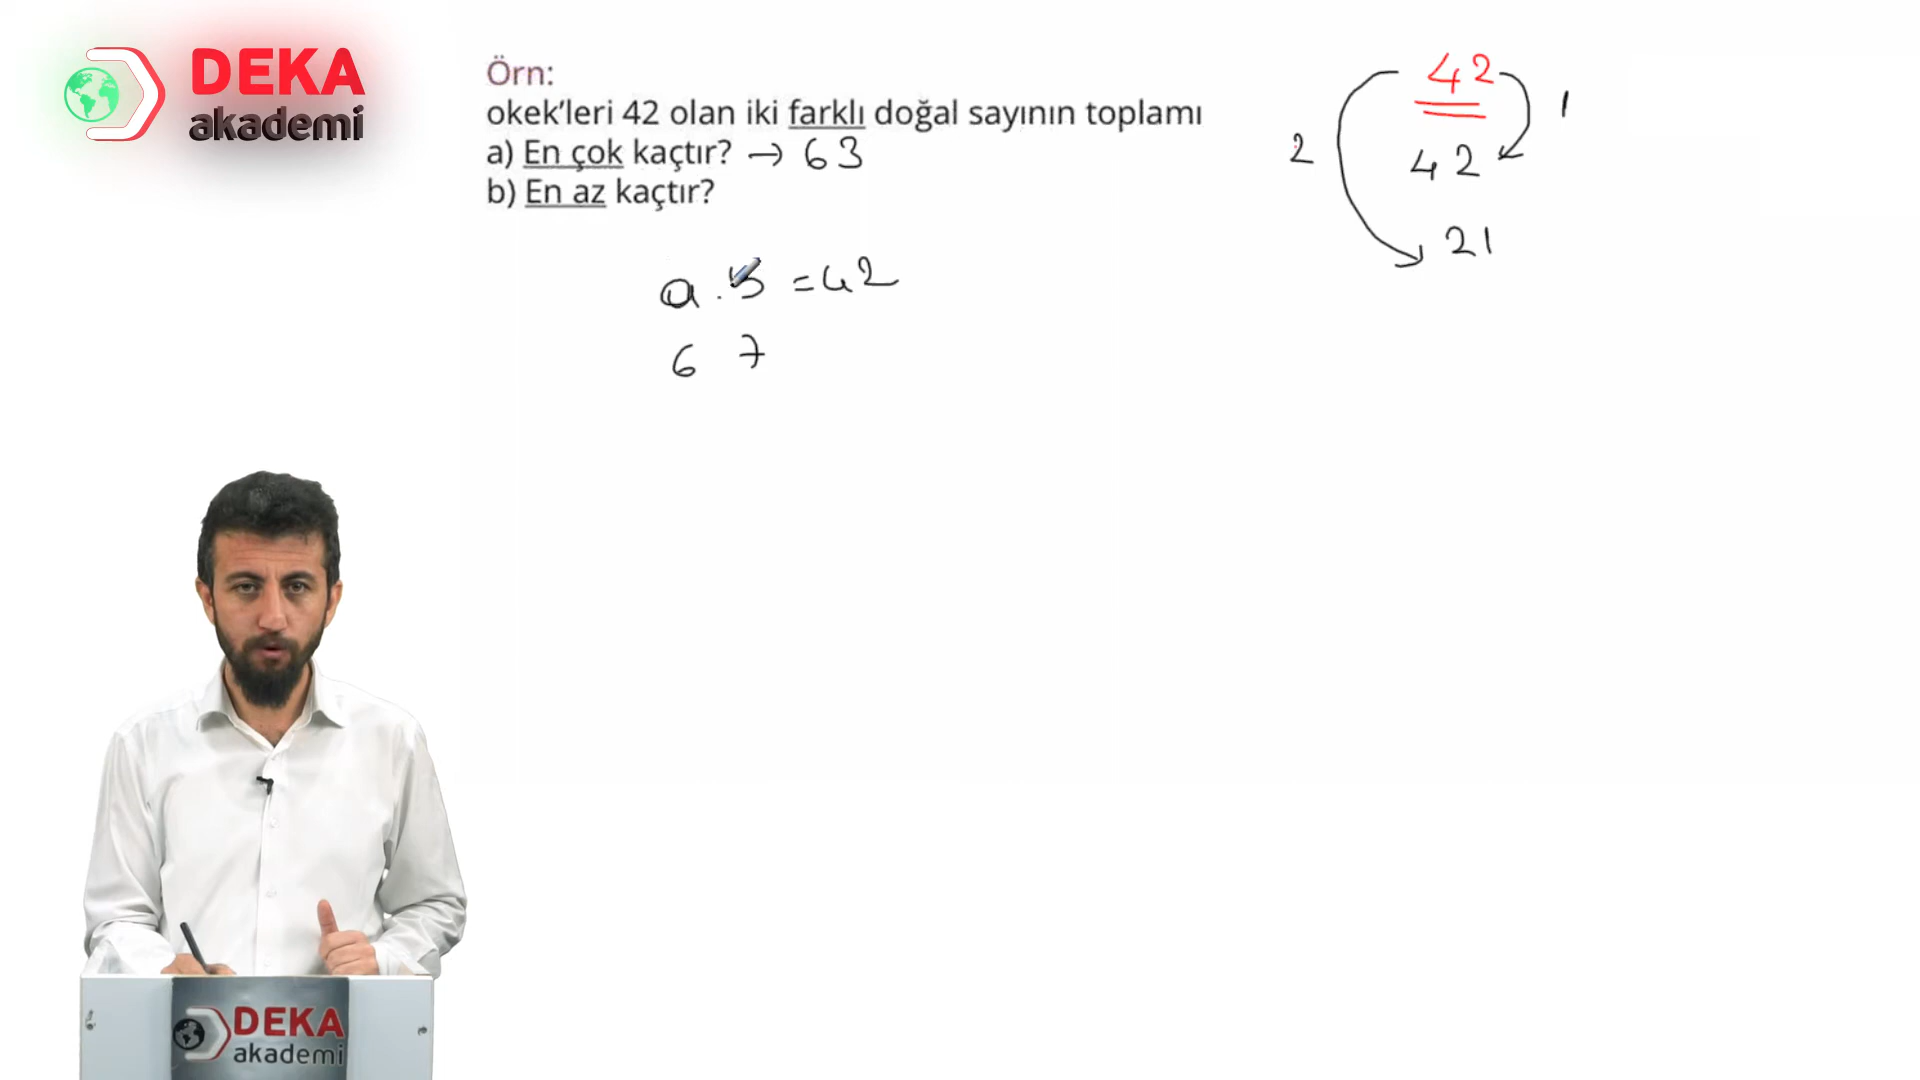 DEKA
akademi
Örn:
okek’leri 42 olan iki farklı doğal sayının toplamı
a) En çok kaçtır? → 63
b) En az kaçtır?
a . b = 42
6 7
42
1
2
42
21
DEKA
akademi